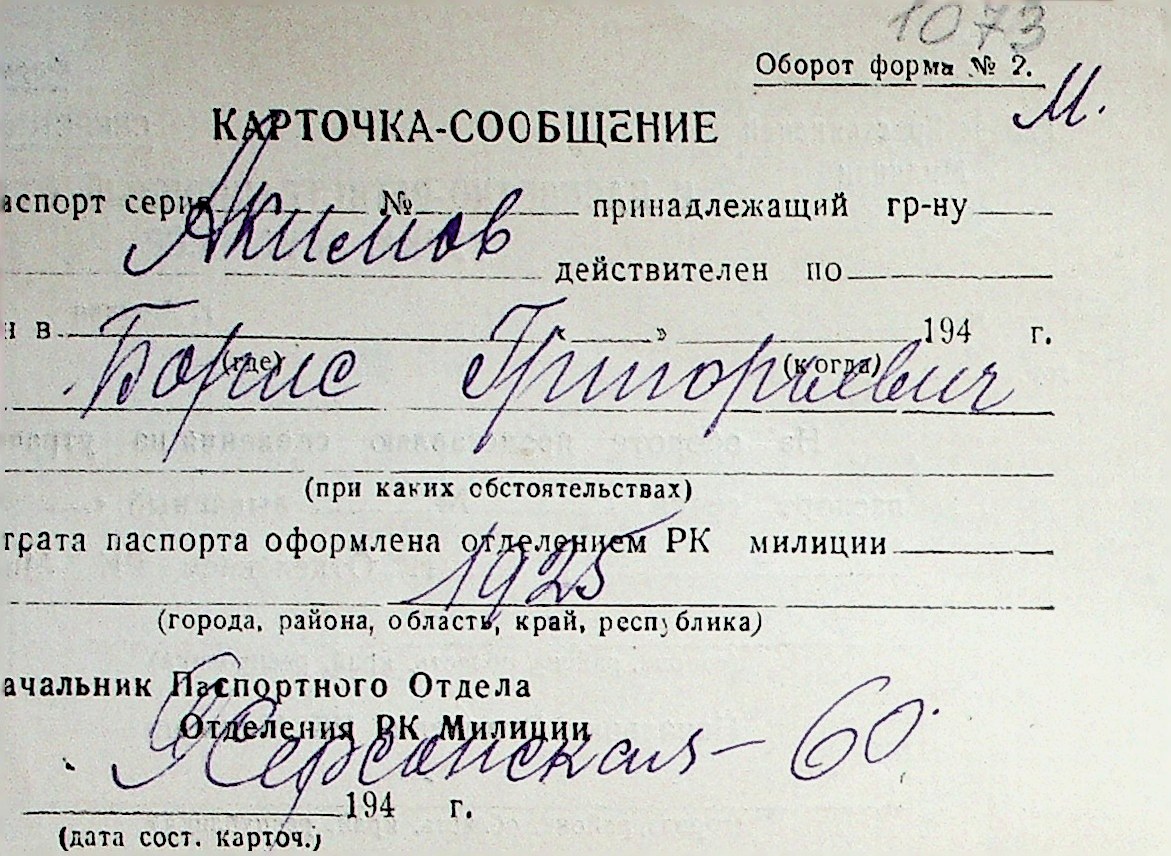 1073
Оборот форма № 2.
М.
КАРТОЧКА-СООБЩЕНИЕ
аспорт серия № принадлежащий гр-ну
Акимов
действителен по
н в « » 194 г.
(где) (когда)
Борис Григорьевич
(при каких обстоятельствах)
трата паспорта оформлена отделением РК милиции
1925
(города, района, область, край, республика)
ачальник Паспортного Отдела
Отделения РК Милиции
Херсонская - 60
194 г.
(дата сост. карточ.)